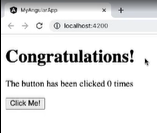 MyAngularApp
localhost:4200
Congratulations!
The button has been clicked 0 times
Click Me!